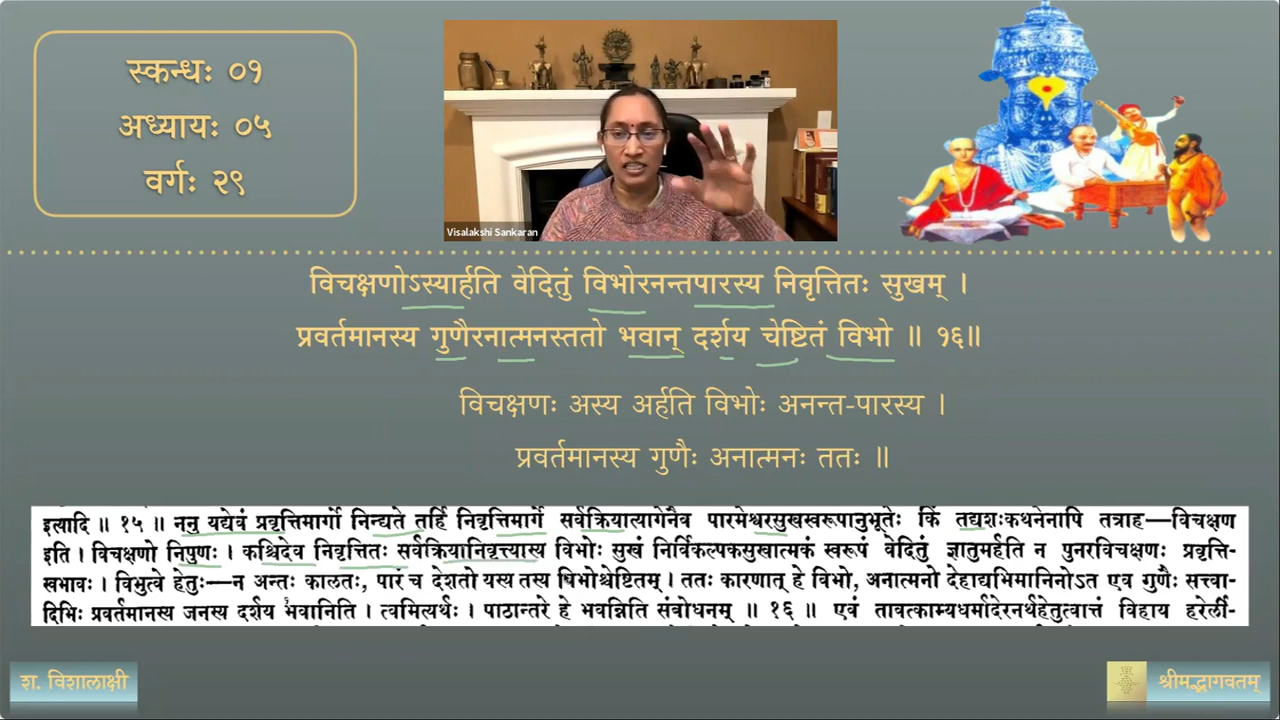 स्कन्धः ०१
अध्यायः ०५
वर्गः २९
Visalakshi Sankaran
विचक्षणोऽस्यार्हति वेदितुं विभोरनन्तपारस्य निवृत्तितः सुखम् ।
प्रवर्तमानस्य गुणैरनात्मनस्ततो भवान् दर्शय चेष्टितं विभो ॥ १६॥
विचक्षणः अस्य अर्हति विभोः अनन्त-पारस्य ।
प्रवर्तमानस्य गुणैः अनात्मनः ततः ॥
इत्यादि ॥ १५ ॥ ननु यद्येवं प्रवृत्तिमार्गो निन्द्यते तर्हि निवृत्तिमार्गे सर्वक्रियात्यागेनैव पारमेश्वरसुखस्वरूपानुभूतेः किं तद्यशःकथनेनापि तत्राह—विचक्षण
इति । विचक्षणो निपुणः । कश्चिदेव निवृत्तितः सर्वक्रियानिवृत्त्यास्य विभोः सुखं निर्विकल्पकसुखात्मकं स्वरूपं वेदितुं ज्ञातुमर्हति न पुनरविचक्षणः प्रवृत्ति-
स्वभावः । विभुत्वे हेतुः—न अन्तः कालतः, पारं च देशतो यस्य तस्य विभोश्चेष्टितम् । ततः कारणात् हे विभो, अनात्मनो देहाद्यभिमानिनोऽत एव गुणैः सत्त्वा-
दिभिः प्रवर्तमानस्य जनस्य दर्शय भवानिति । त्वमित्यर्थः । पाठान्तरे हे भवन्निति संबोधनम् ॥ १६ ॥ एवं तावत्काम्यधर्मादेरनर्थहेतुत्वात्तं विहाय हरेर्ली-
श. विशालाक्षी
श्रीमद्भागवतम्